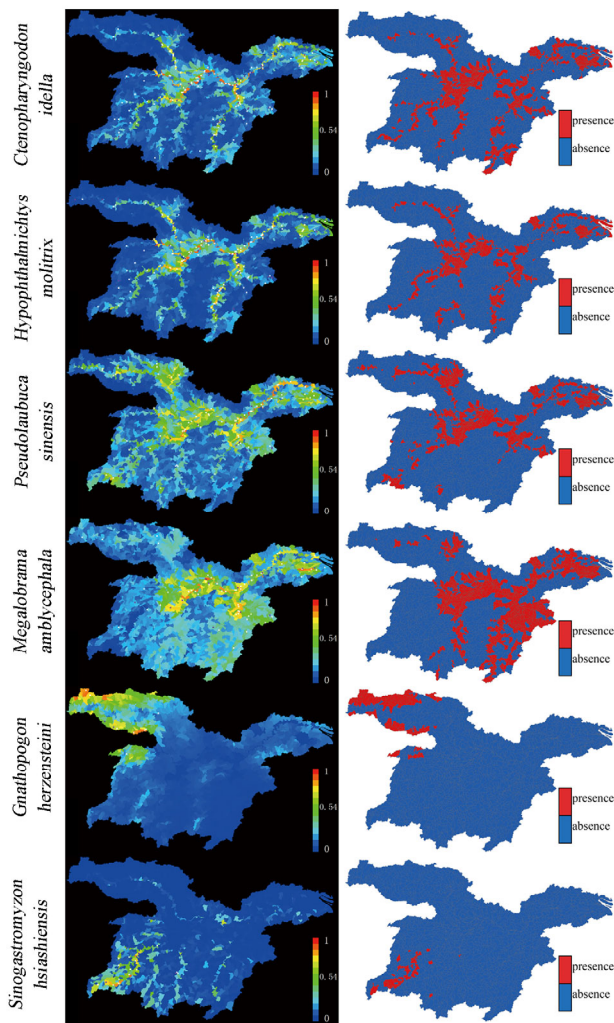 Ctenopharyngodon
idella
1
0.54
0
presence
absence
Hypophthalmichtys
molitrix
1
0.54
0
presence
absence
Pseudolaubuca
sinensis
1
0.54
0
presence
absence
Megalobrama
amblycephala
1
0.54
0
presence
absence
Gnathopogon
herzensteini
1
0.54
0
presence
absence
Sinogastromyzon
hsiashiensis
1
0.54
0
presence
absence